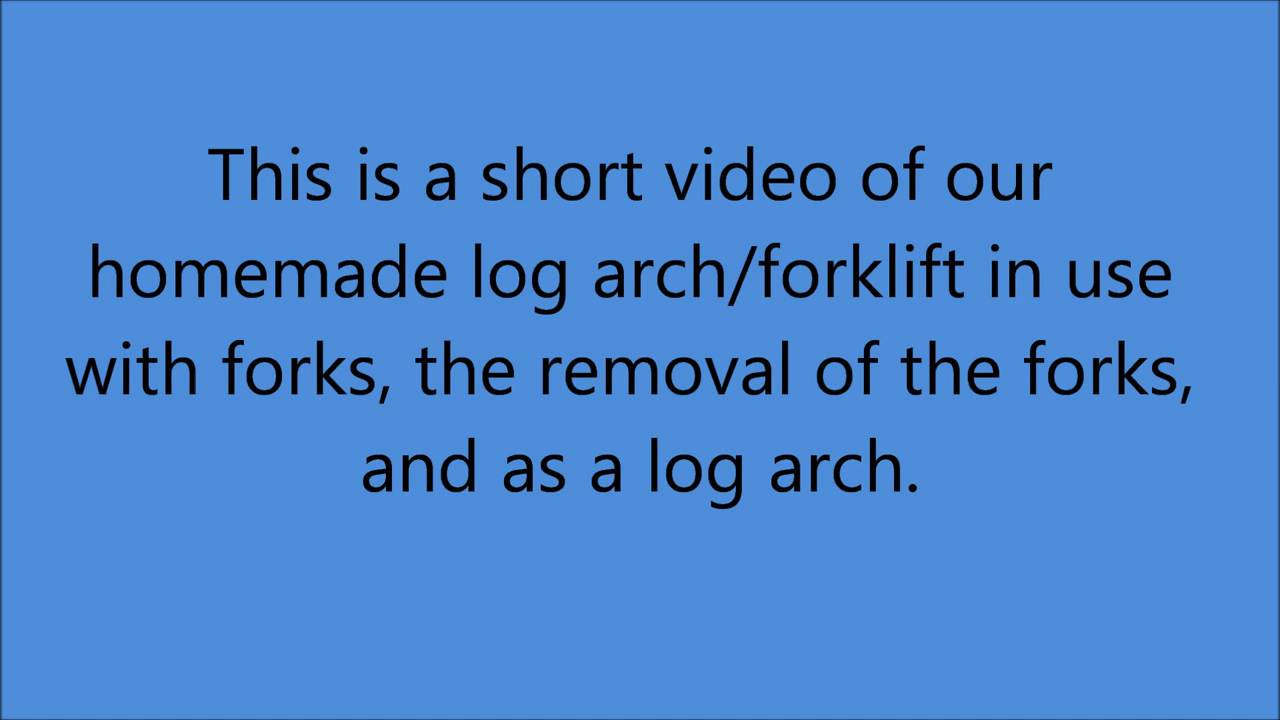 This is a short video of our
homemade log arch/forklift in use
with forks, the removal of the forks,
and as a log arch.